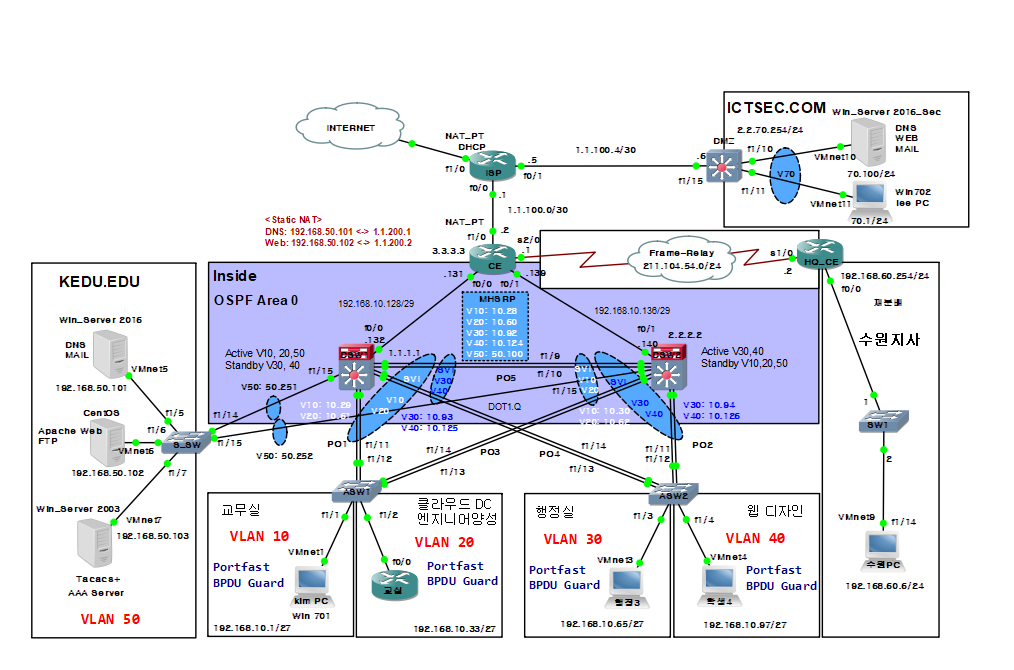 INTERNET
NAT_PT
DHCP
f1/0
ISP
.5
f0/1
f0/0
.1
1.1.100.4/30
1.1.100.0/30
ICTSEC.COM
Win_Server 2016_Sec
2.2.70.254/24
DNS
WEB
MAIL
DMZ
.6
f1/15
f1/10
VMnet10
V70
70.100/24
f1/11
VMnet11
Win702
lee PC
70.1/24
<Static NAT>
DNS: 192.168.50.101 <-> 1.1.200.1
Web: 192.168.50.102 <-> 1.1.200.2
NAT_PT
f1/0
.2
s2/0
.1
3.3.3.3
CE
.131
.139
f0/0
f0/1
Frame-Relay
211.104.54.0/24
s1/0
.2
HQ_CE
192.168.60.254/24
f0/0
재분배
수원지사
1
SW1
2
VMnet9
f1/14
수원PC
192.168.60.6/24
KEDU.EDU
Win_Server 2016
DNS
MAIL
VMnet5
192.168.50.101
f1/5
CentOS
f1/6
Apache Web
FTP
VMnet6
S_SW
192.168.50.102
f1/7
Win_Server 2003
VMnet7
192.168.50.103
Tacacs+
AAA Server
VLAN 50
f1/14
f1/15
Inside
OSPF Area 0
192.168.10.128/29
192.168.10.136/29
MHSRP
V10: 10.28
V20: 10.60
V30: 10.92
V40: 10.124
V50: 50.100
f0/0
.132
1.1.1.1
DSW1
Active V10, 20,50
Standby V30, 40
f1/15
V50: 50.251
V50: 50.252
V10: 10.29
V20: 10.61
SVI
V10
V20
SVI
V30
V40
V30: 10.93
V40: 10.125
f1/9
f1/10
PO5
DOT1.Q
f1/15
f0/1
.140
2.2.2.2
DSW2
Active V30,40
Standby V10,20,50
SVI
V10
V20
SVI
V30
V40
V10: 10.30
V20: 10.62
V30: 10.94
V40: 10.126
PO1
f1/11
f1/12
f1/14
f1/13
PO3
PO4
f1/14
f1/13
f1/11
f1/12
PO2
ASW1
ASW2
교무실
VLAN 10
f1/1
Portfast
BPDU Guard
VMnet1
kim PC
Win 701
192.168.10.1/27
클라우드 DC
엔지니어양성
f1/2
VLAN 20
f0/0
Portfast
BPDU Guard
교실
192.168.10.33/27
행정실
VLAN 30
f1/3
Portfast
BPDU Guard
VMnet3
행정3
192.168.10.65/27
웹 디자인
f1/4
VLAN 40
VMnet4
Portfast
BPDU Guard
학생4
192.168.10.97/27